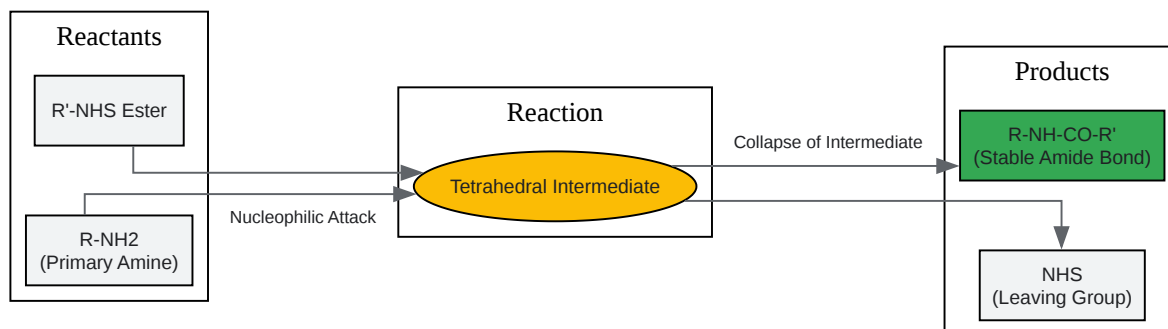 Reactants
R'-NHS Ester
R-NH2
(Primary Amine)
Nucleophilic Attack
Reaction
Tetrahedral Intermediate
Collapse of Intermediate
Products
R-NH-CO-R'
(Stable Amide Bond)
NHS
(Leaving Group)